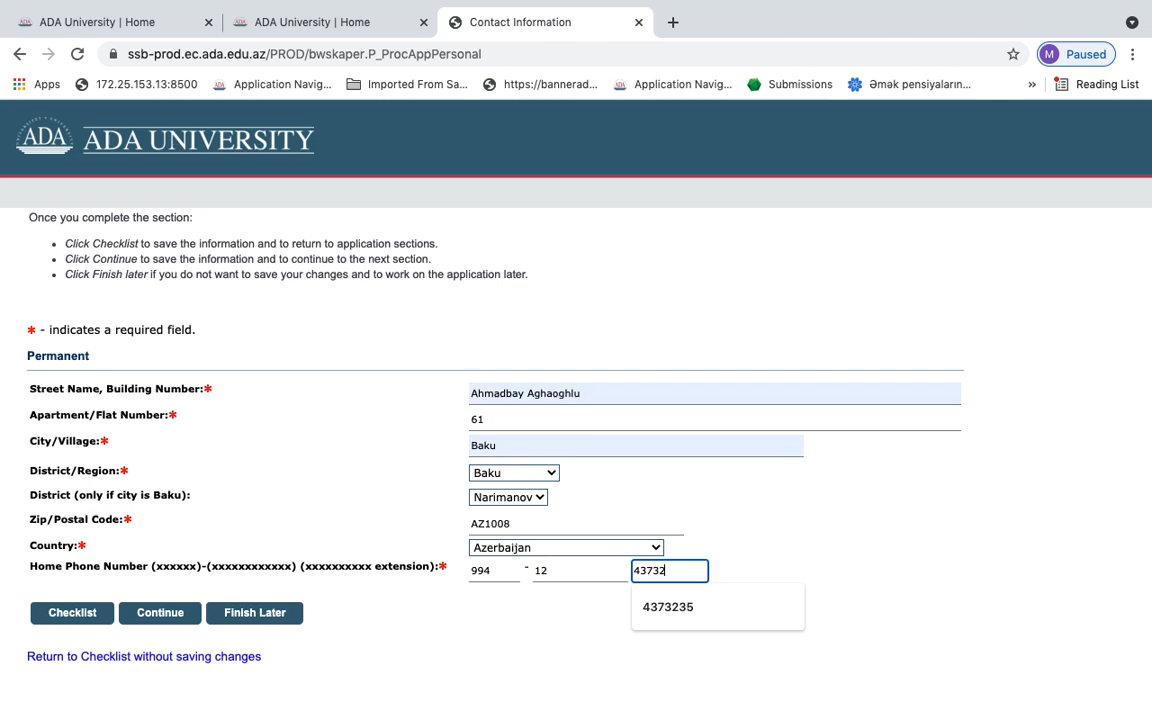 ADA University | Home
ADA University | Home
Contact Information
ssb-prod.ec.ada.edu.az/PROD/bwskaper.P_ProcAppPersonal
M Paused
Apps
172.25.153.13:8500
Application Navig...
Imported From Sa...
https://bannerad...
Application Navig...
Submissions
Əmək pensiyaların...
»
Reading List
ADA ADA UNIVERSITY
Once you complete the section:
• Click Checklist to save the information and to return to application sections.
• Click Continue to save the information and to continue to the next section.
• Click Finish later if you do not want to save your changes and to work on the application later.
* - indicates a required field.
Permanent
Street Name, Building Number:* Ahmadbay Aghaoghlu
Apartment/Flat Number:* 61
City/Village:* Baku
District/Region:* Baku
District (only if city is Baku): Narimanov
Zip/Postal Code:* AZ1008
Country:* Azerbaijan
Home Phone Number (xxxxxx)-(xxxxxxxxxxxx) (xxxxxxxxxx extension):* 994 - 12 43732
4373235
Checklist Continue Finish Later
Return to Checklist without saving changes